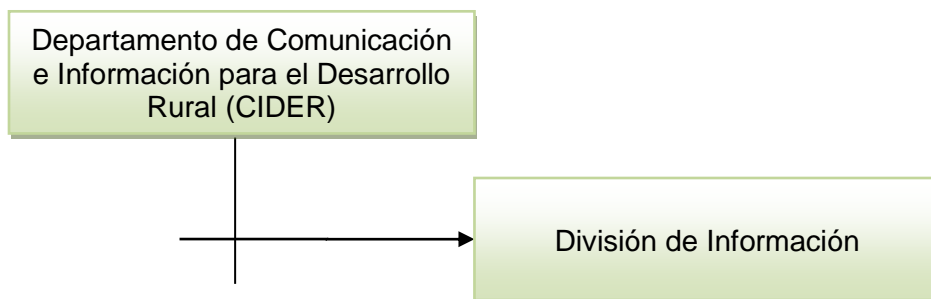 Departamento de Comunicación
e Información para el Desarrollo
Rural (CIDER)
División de Información